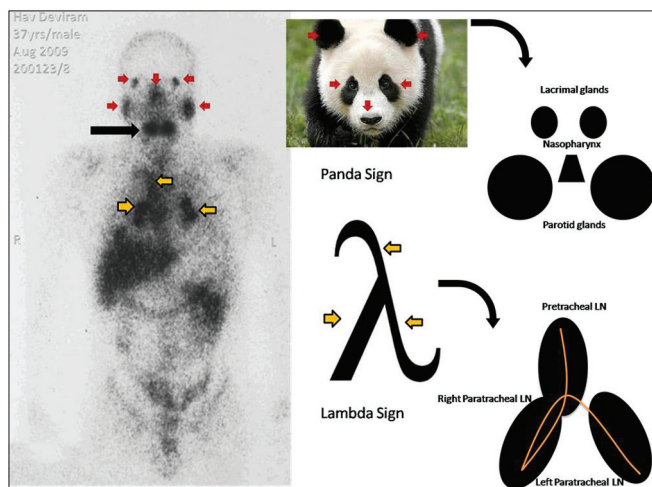 Hav Deviram
37yrs/male
Aug 2009
200123/8
R
L
Panda Sign
Lacrimal glands
Nasopharynx
Parotid glands
Lambda Sign
Pretracheal LN
Right Paratracheal LN
Left Paratracheal LN